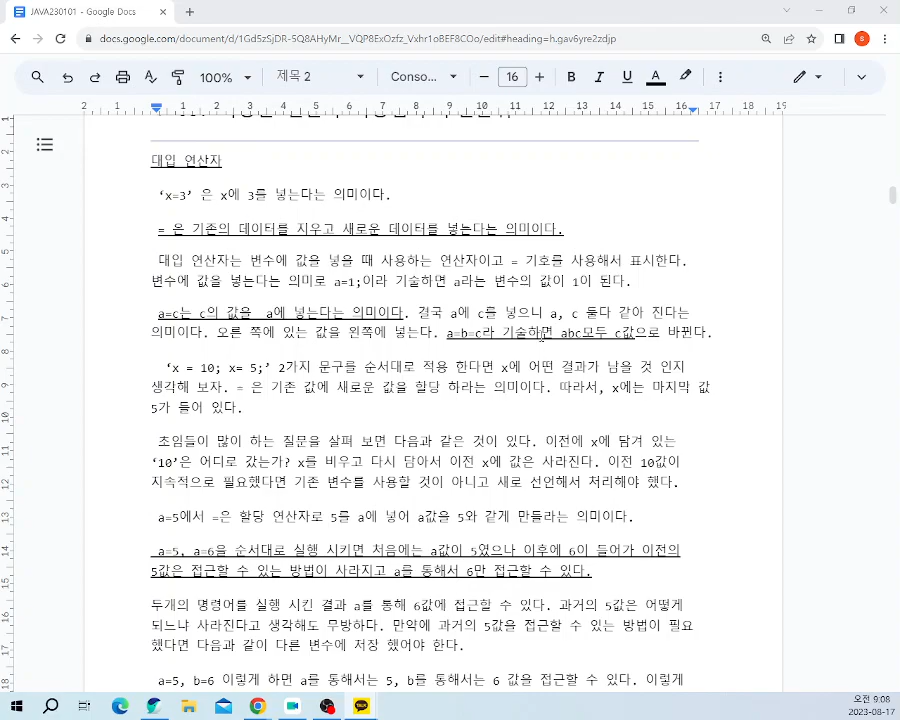 JAVA230101 - Google Docs
docs.google.com/document/d/1Gd5zSjDR-5Q8AHyMr__VQP8ExOzfz_Vxhr1oBEF8COo/edit#heading=h.gav6yre2zdjp
100% 제목 2 Conso... 16 B I U A
2 1 1 2 3 4 5 6 7 8 9 10 11 12 13 14 15 16 17 18 19
대입 연산자
‘x=3’ 은 x에 3를 넣는다는 의미이다.
= 은 기존의 데이터를 지우고 새로운 데이터를 넣는다는 의미이다.
대입 연산자는 변수에 값을 넣을 때 사용하는 연산자이고 = 기호를 사용해서 표시한다.
변수에 값을 넣는다는 의미로 a=1;이라 기술하면 a라는 변수의 값이 1이 된다.
a=c는 c의 값을 a에 넣는다는 의미이다. 결국 a에 c를 넣으니 a, c 둘다 같아 진다는
의미이다. 오른 쪽에 있는 값을 왼쪽에 넣는다. a=b=c라 기술하면 abc모두 c값으로 바뀐다.
‘x = 10; x= 5;’ 2가지 문구를 순서대로 적용 한다면 x에 어떤 결과가 남을 것 인지
생각해 보자. = 은 기존 값에 새로운 값을 할당 하라는 의미이다. 따라서, x에는 마지막 값
5가 들어 있다.
초임들이 많이 하는 질문을 살펴 보면 다음과 같은 것이 있다. 이전에 x에 담겨 있는
‘10’은 어디로 갔는가? x를 비우고 다시 담아서 이전 x에 값은 사라진다. 이전 10값이
지속적으로 필요했다면 기존 변수를 사용할 것이 아니고 새로 선언해서 처리해야 했다.
a=5에서 =은 할당 연산자로 5를 a에 넣어 a값을 5와 같게 만들라는 의미이다.
a=5, a=6을 순서대로 실행 시키면 처음에는 a값이 5였으나 이후에 6이 들어가 이전의
5값은 접근할 수 있는 방법이 사라지고 a를 통해서 6만 접근할 수 있다.
두개의 명령어를 실행 시킨 결과 a를 통해 6값에 접근할 수 있다. 과거의 5값은 어떻게
되느냐 사라진다고 생각해도 무방하다. 만약에 과거의 5값을 접근할 수 있는 방법이 필요
했다면 다음과 같이 다른 변수에 저장 했어야 한다.
a=5, b=6 이렇게 하면 a를 통해서는 5, b를 통해서는 6 값을 접근할 수 있다. 이렇게
오전 9:08
2023-08-17